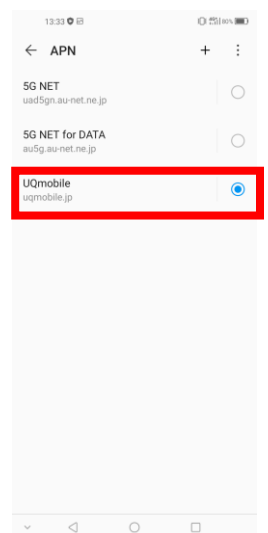 13:33
80%
APN
5G NET
uad5gn.au-net.ne.jp
5G NET for DATA
au5g.au-net.ne.jp
UQmobile
uqmobile.jp